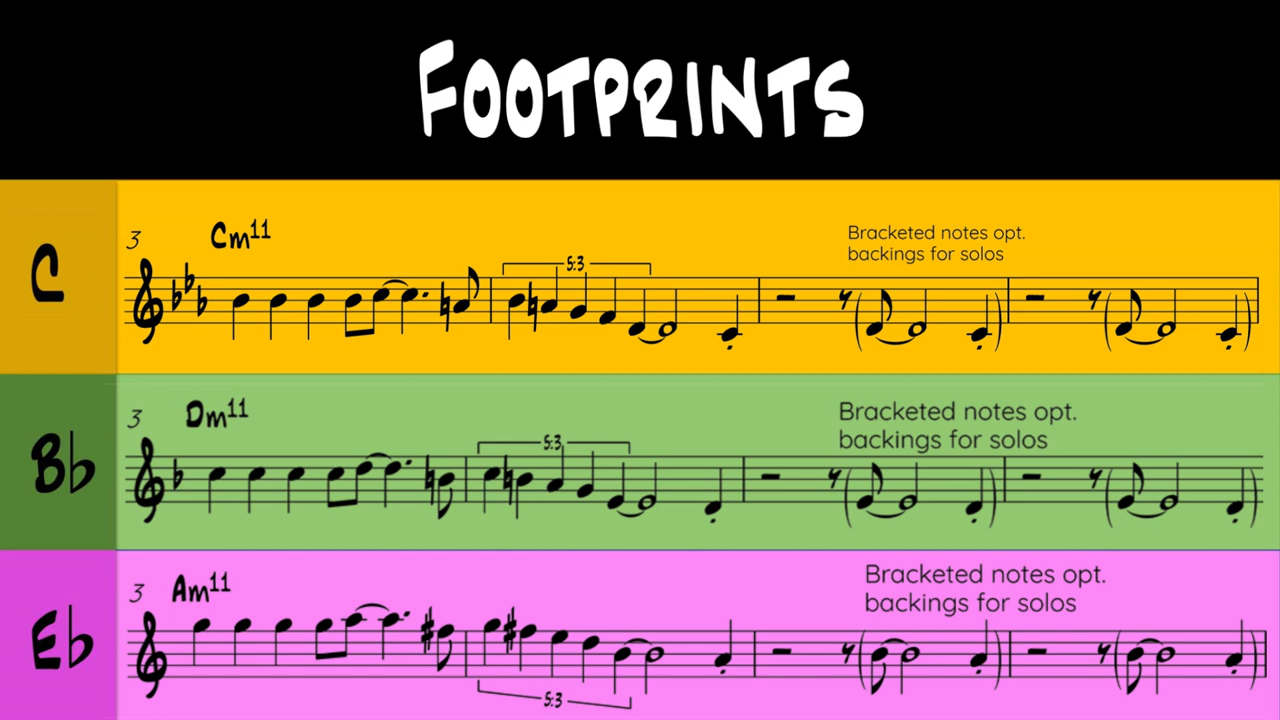 FOOTPRINTS
C
3
Cm11
5:3
Bracketed notes opt.
backings for solos
Bb
3
Dm11
5:3
Bracketed notes opt.
backings for solos
Eb
3
Am11
5:3
Bracketed notes opt.
backings for solos